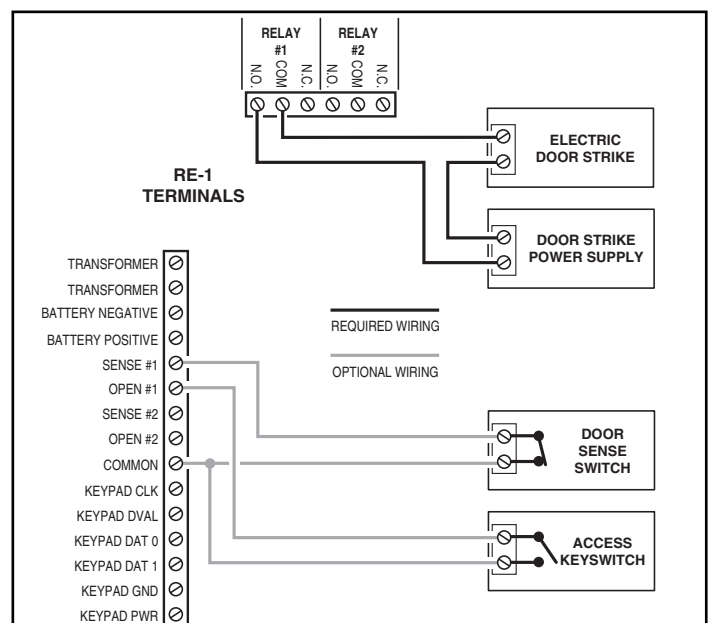 RELAY
#1
RELAY
#2
N.O.
COM
N.C.
N.O.
COM
N.C.
ELECTRIC
DOOR STRIKE
RE-1
TERMINALS
DOOR STRIKE
POWER SUPPLY
TRANSFORMER
TRANSFORMER
BATTERY NEGATIVE
BATTERY POSITIVE
SENSE #1
OPEN #1
SENSE #2
OPEN #2
COMMON
KEYPAD CLK
KEYPAD DVAL
KEYPAD DAT 0
KEYPAD DAT 1
KEYPAD GND
KEYPAD PWR
REQUIRED WIRING
OPTIONAL WIRING
DOOR
SENSE
SWITCH
ACCESS
KEYSWITCH